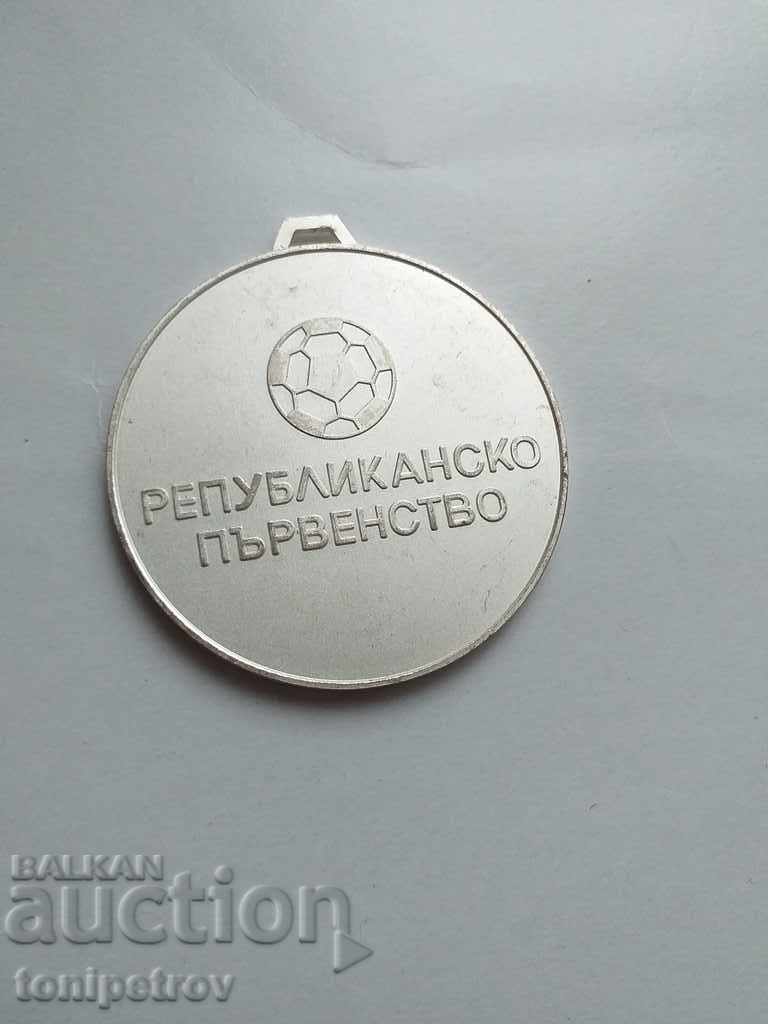 РЕПУБЛИКАНСКО
ПЪРВЕНСТВО
BALKAN
auction
tonipetrov